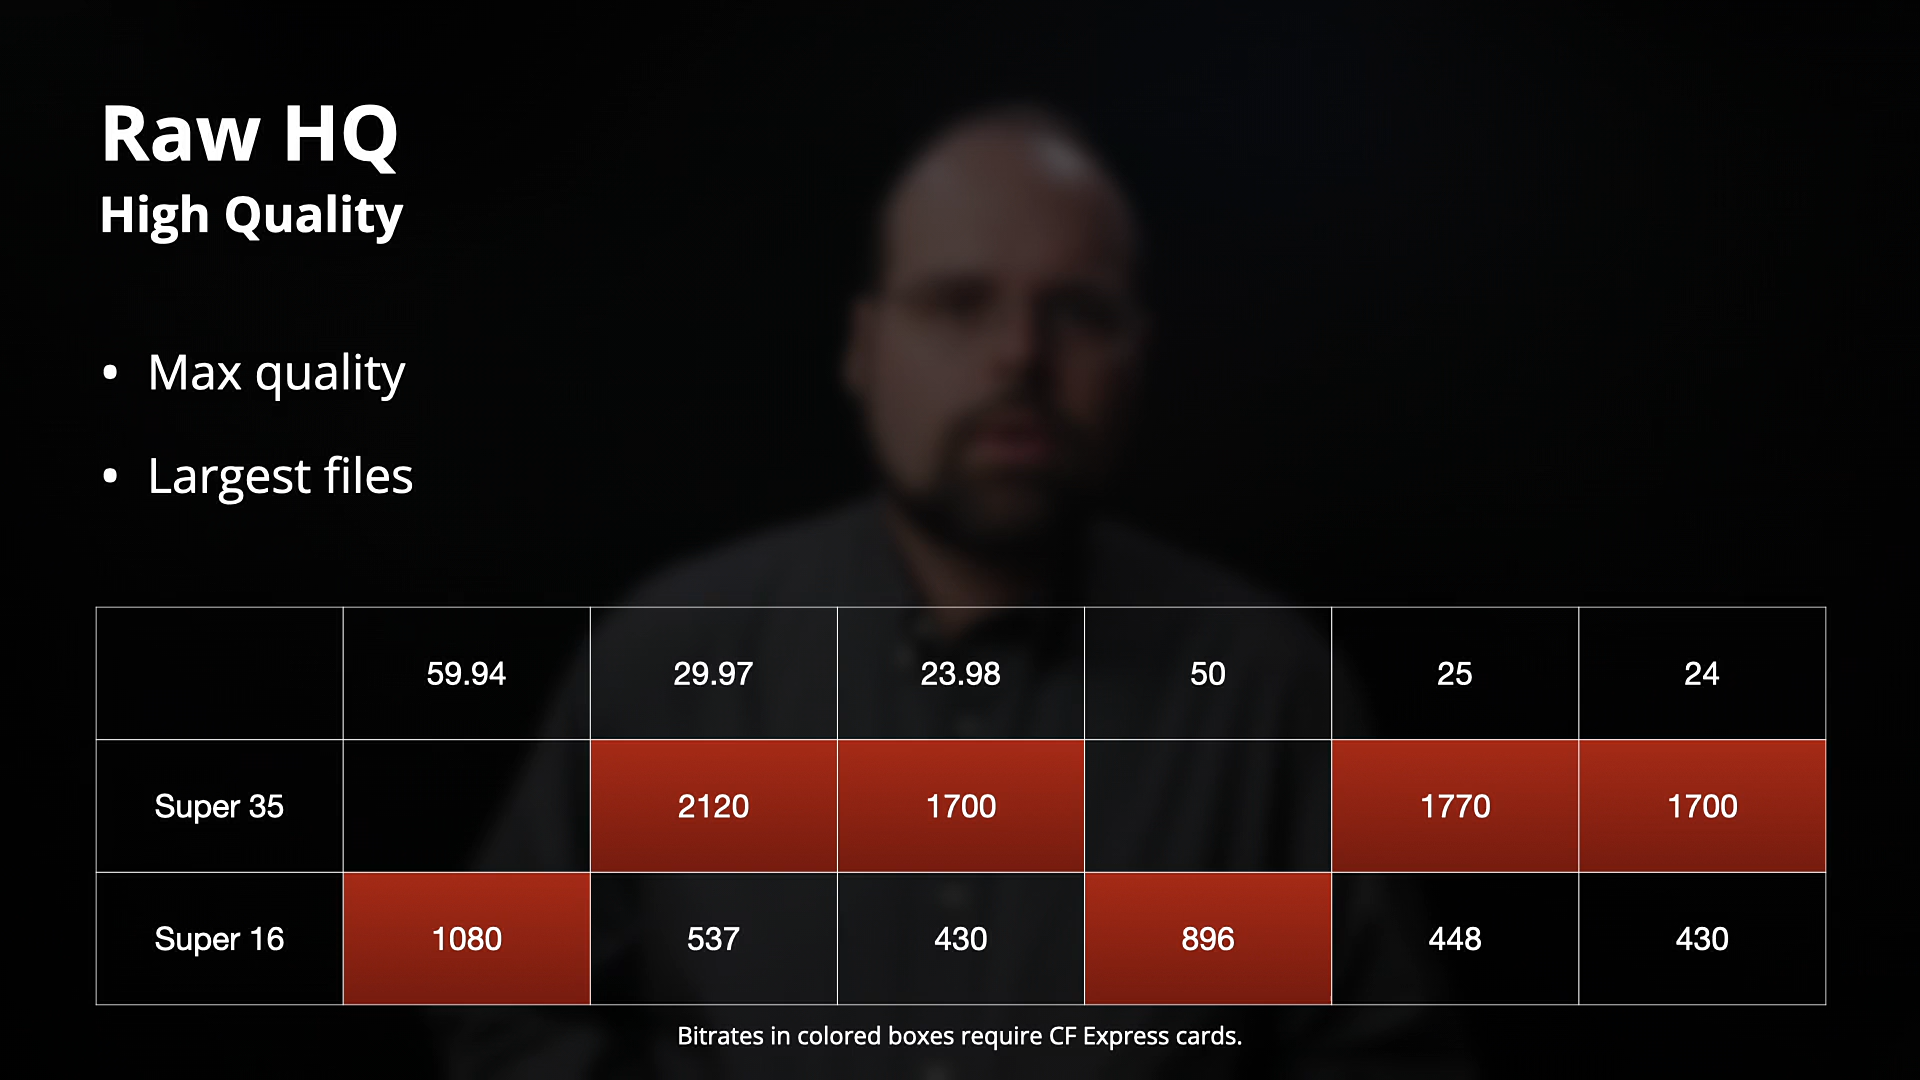 Raw HQ
High Quality
• Max quality
• Largest files
59.94 29.97 23.98 50 25 24
Super 35 2120 1700 1770 1700
Super 16 1080 537 430 896 448 430
Bitrates in colored boxes require CF Express cards.